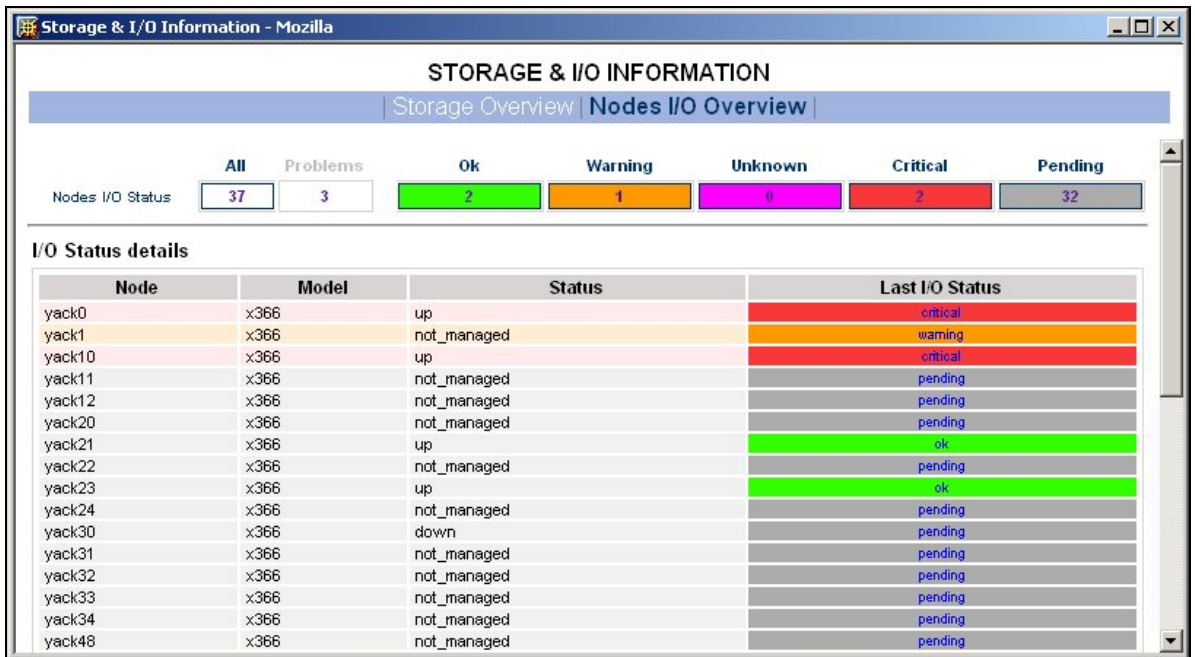 Storage & I/O Information - Mozilla
STORAGE & I/O INFORMATION
| Storage Overview | Nodes I/O Overview |
All Problems Ok Warning Unknown Critical Pending
Nodes I/O Status 37 3 2 1 0 2 32
I/O Status details
Node Model Status Last I/O Status
yack0 x366 up critical
yack1 x366 not_managed warning
yack10 x366 up critical
yack11 x366 not_managed pending
yack12 x366 not_managed pending
yack20 x366 not_managed pending
yack21 x366 up ok
yack22 x366 not_managed pending
yack23 x366 up ok
yack24 x366 not_managed pending
yack30 x366 down pending
yack31 x366 not_managed pending
yack32 x366 not_managed pending
yack33 x366 not_managed pending
yack34 x366 not_managed pending
yack48 x366 not_managed pending